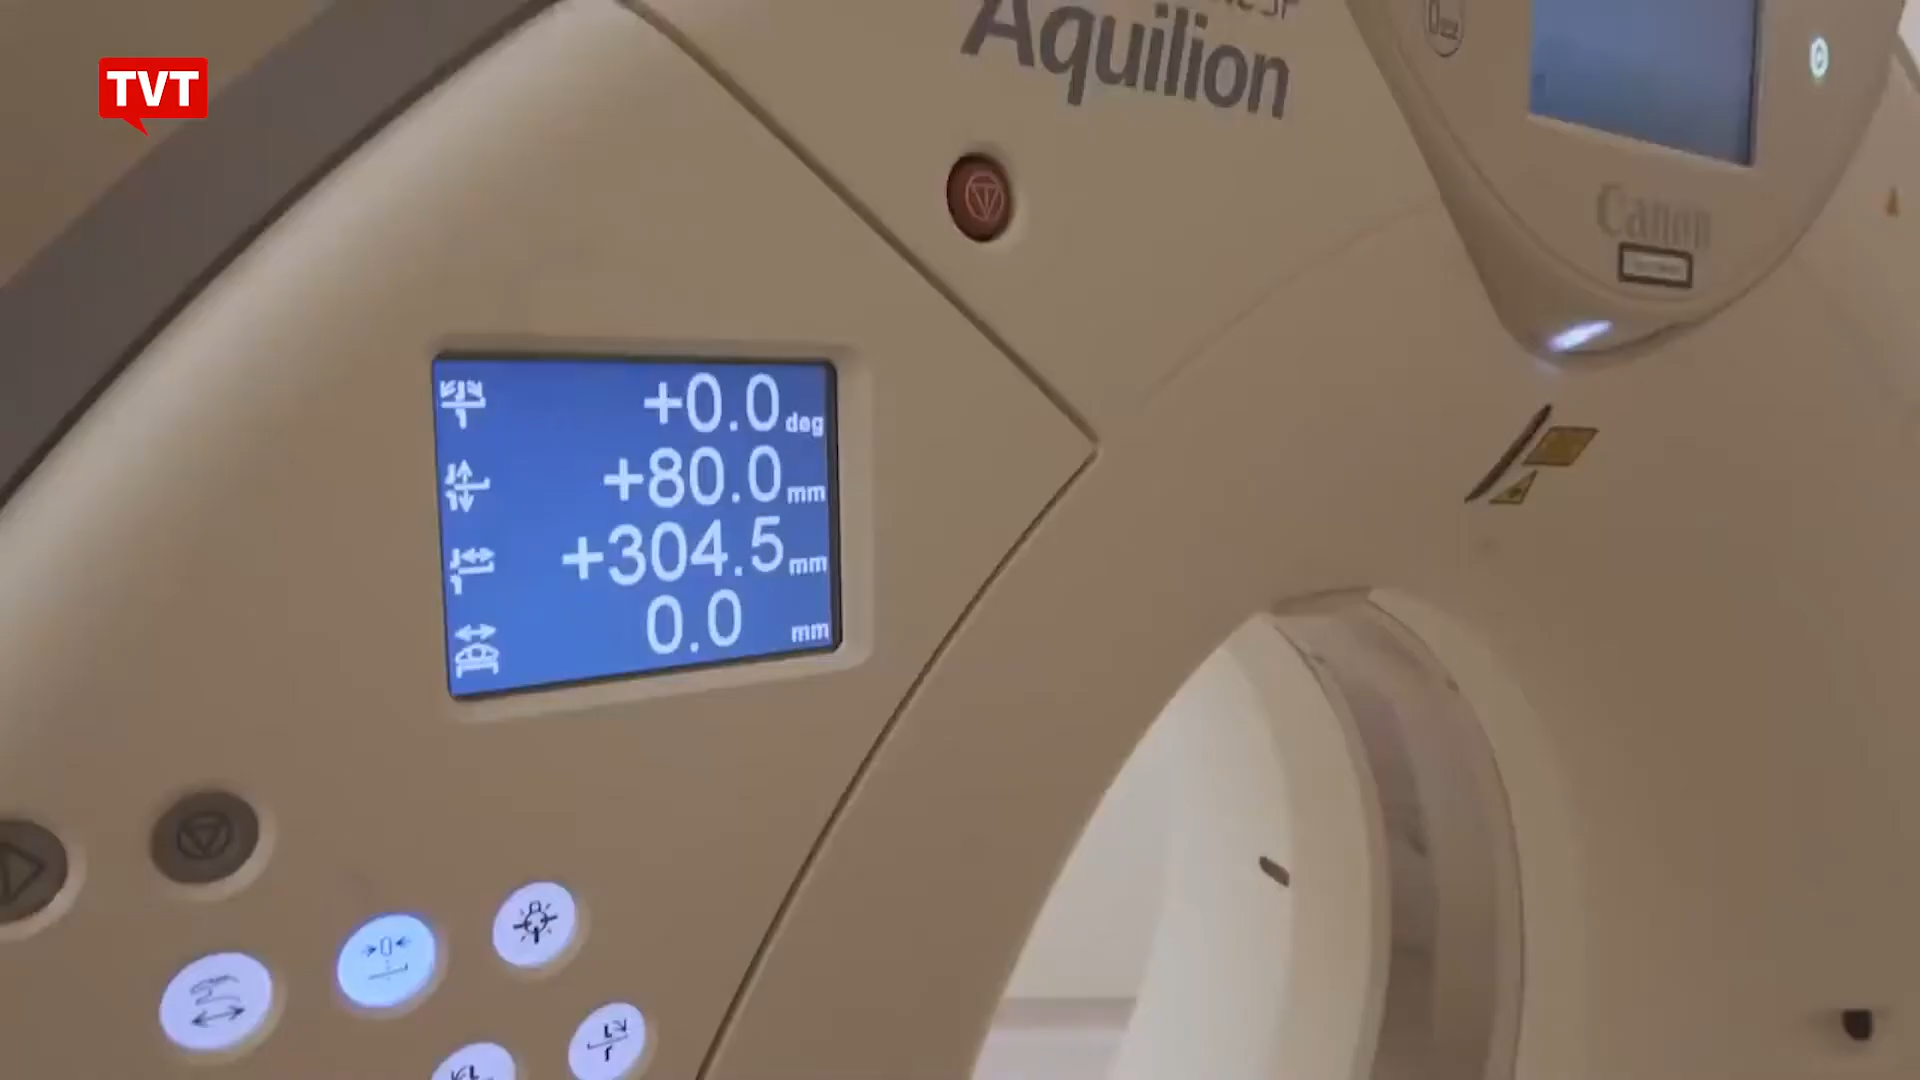 TVT
Aquilion
Canon
+0.0 deg
+80.0 mm
+304.5 mm
0.0 mm